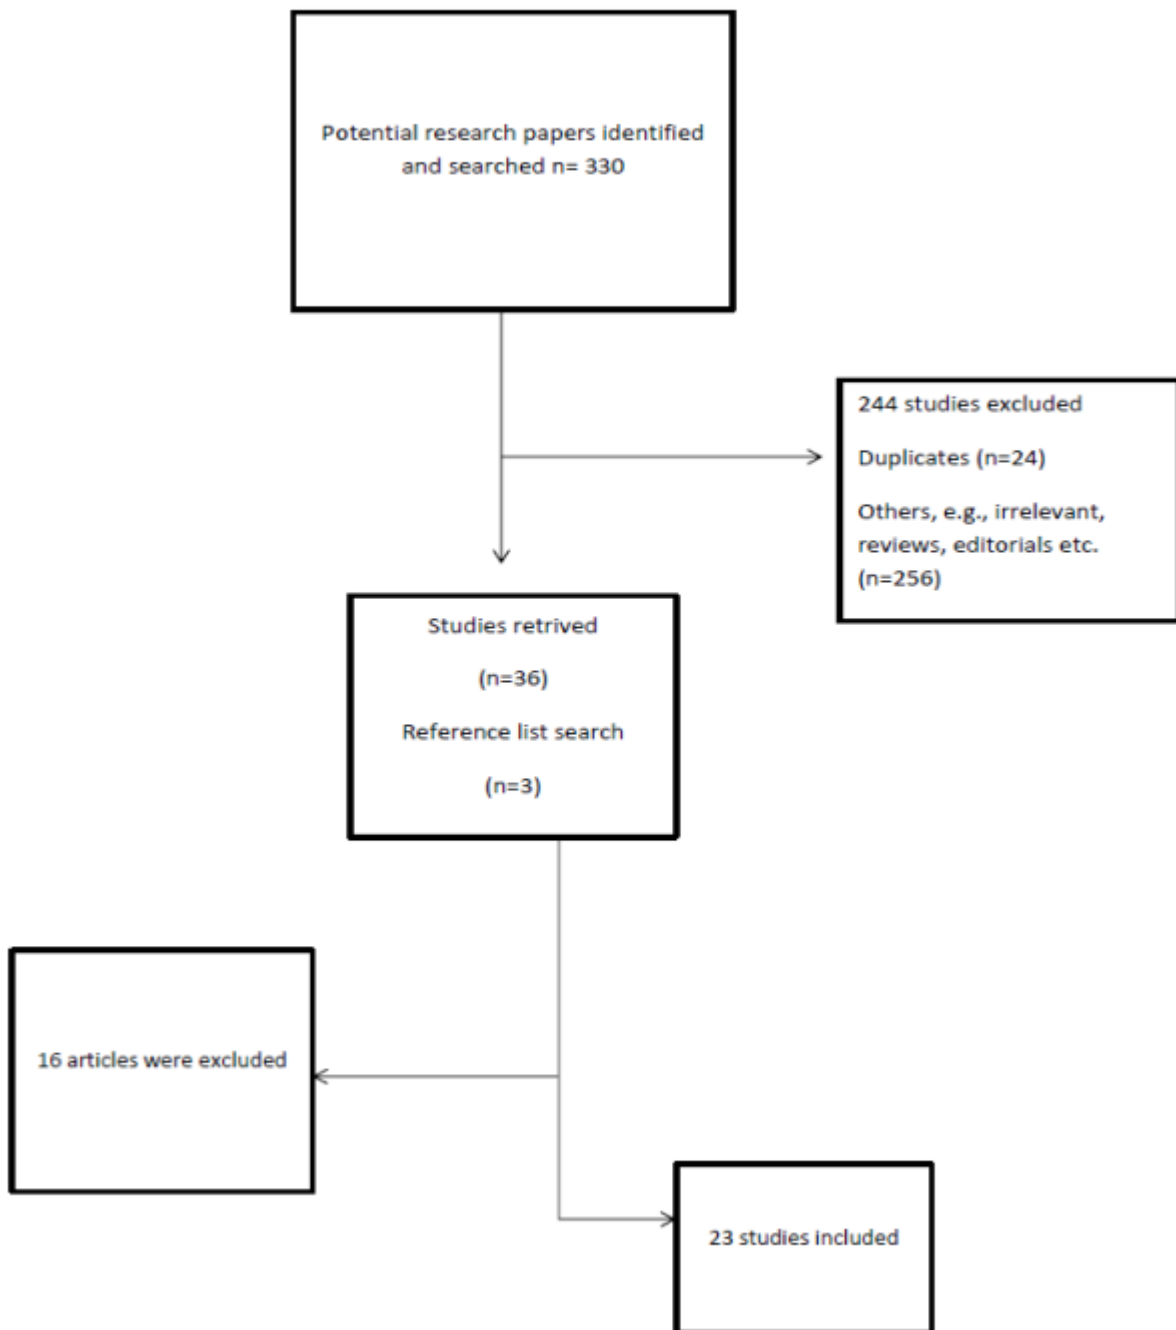 Potential research papers identified
and searched n= 330
244 studies excluded
Duplicates (n=24)
Others, e.g., irrelevant,
reviews, editorials etc.
(n=256)
Studies retrived
(n=36)
Reference list search
(n=3)
16 articles were excluded
23 studies included